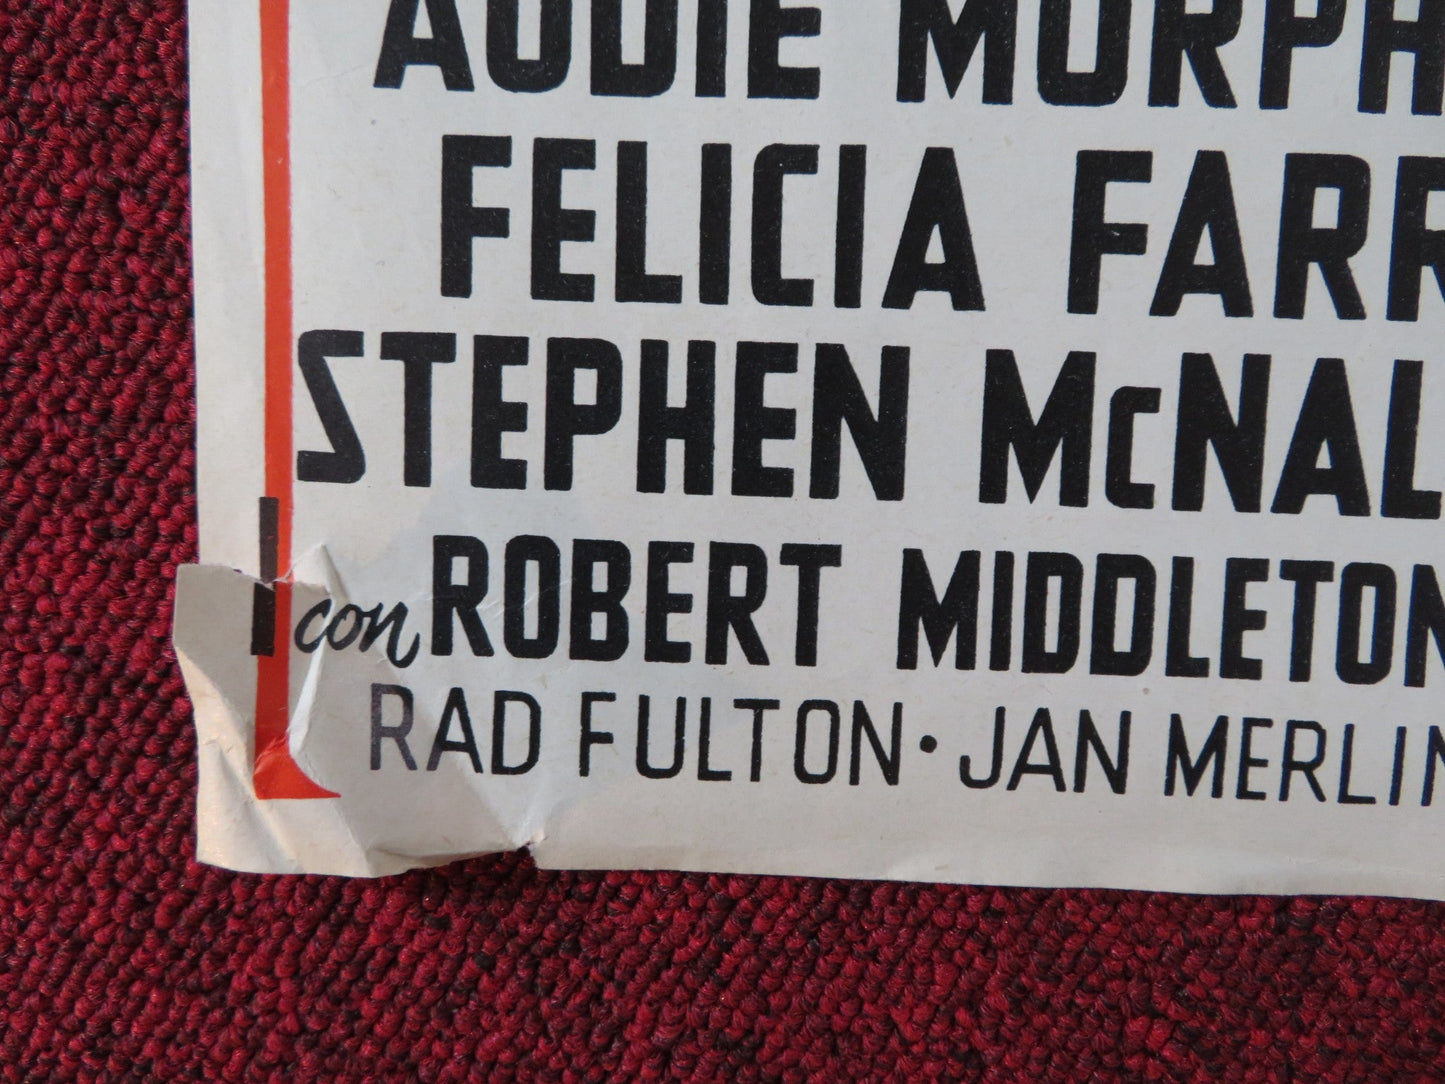 AUDIE MURPH
FELICIA FARR
STEPHEN McNAL
con ROBERT MIDDLETON
RAD FULTON · JAN MERLIN